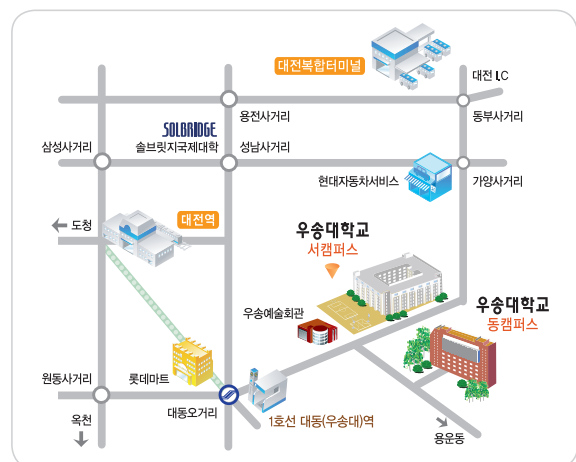 대전복합터미널
대전 I.C
용전사거리
동부사거리
SOLBRIDGE
삼성사거리
솔브릿지국제대학
성남사거리
현대자동차서비스
가양사거리
도청
대전역
우송대학교
서캠퍼스
우송대학교
동캠퍼스
우송예술회관
원동사거리
롯데마트
대동오거리
1호선 대동(우송대)역
옥천
용운동